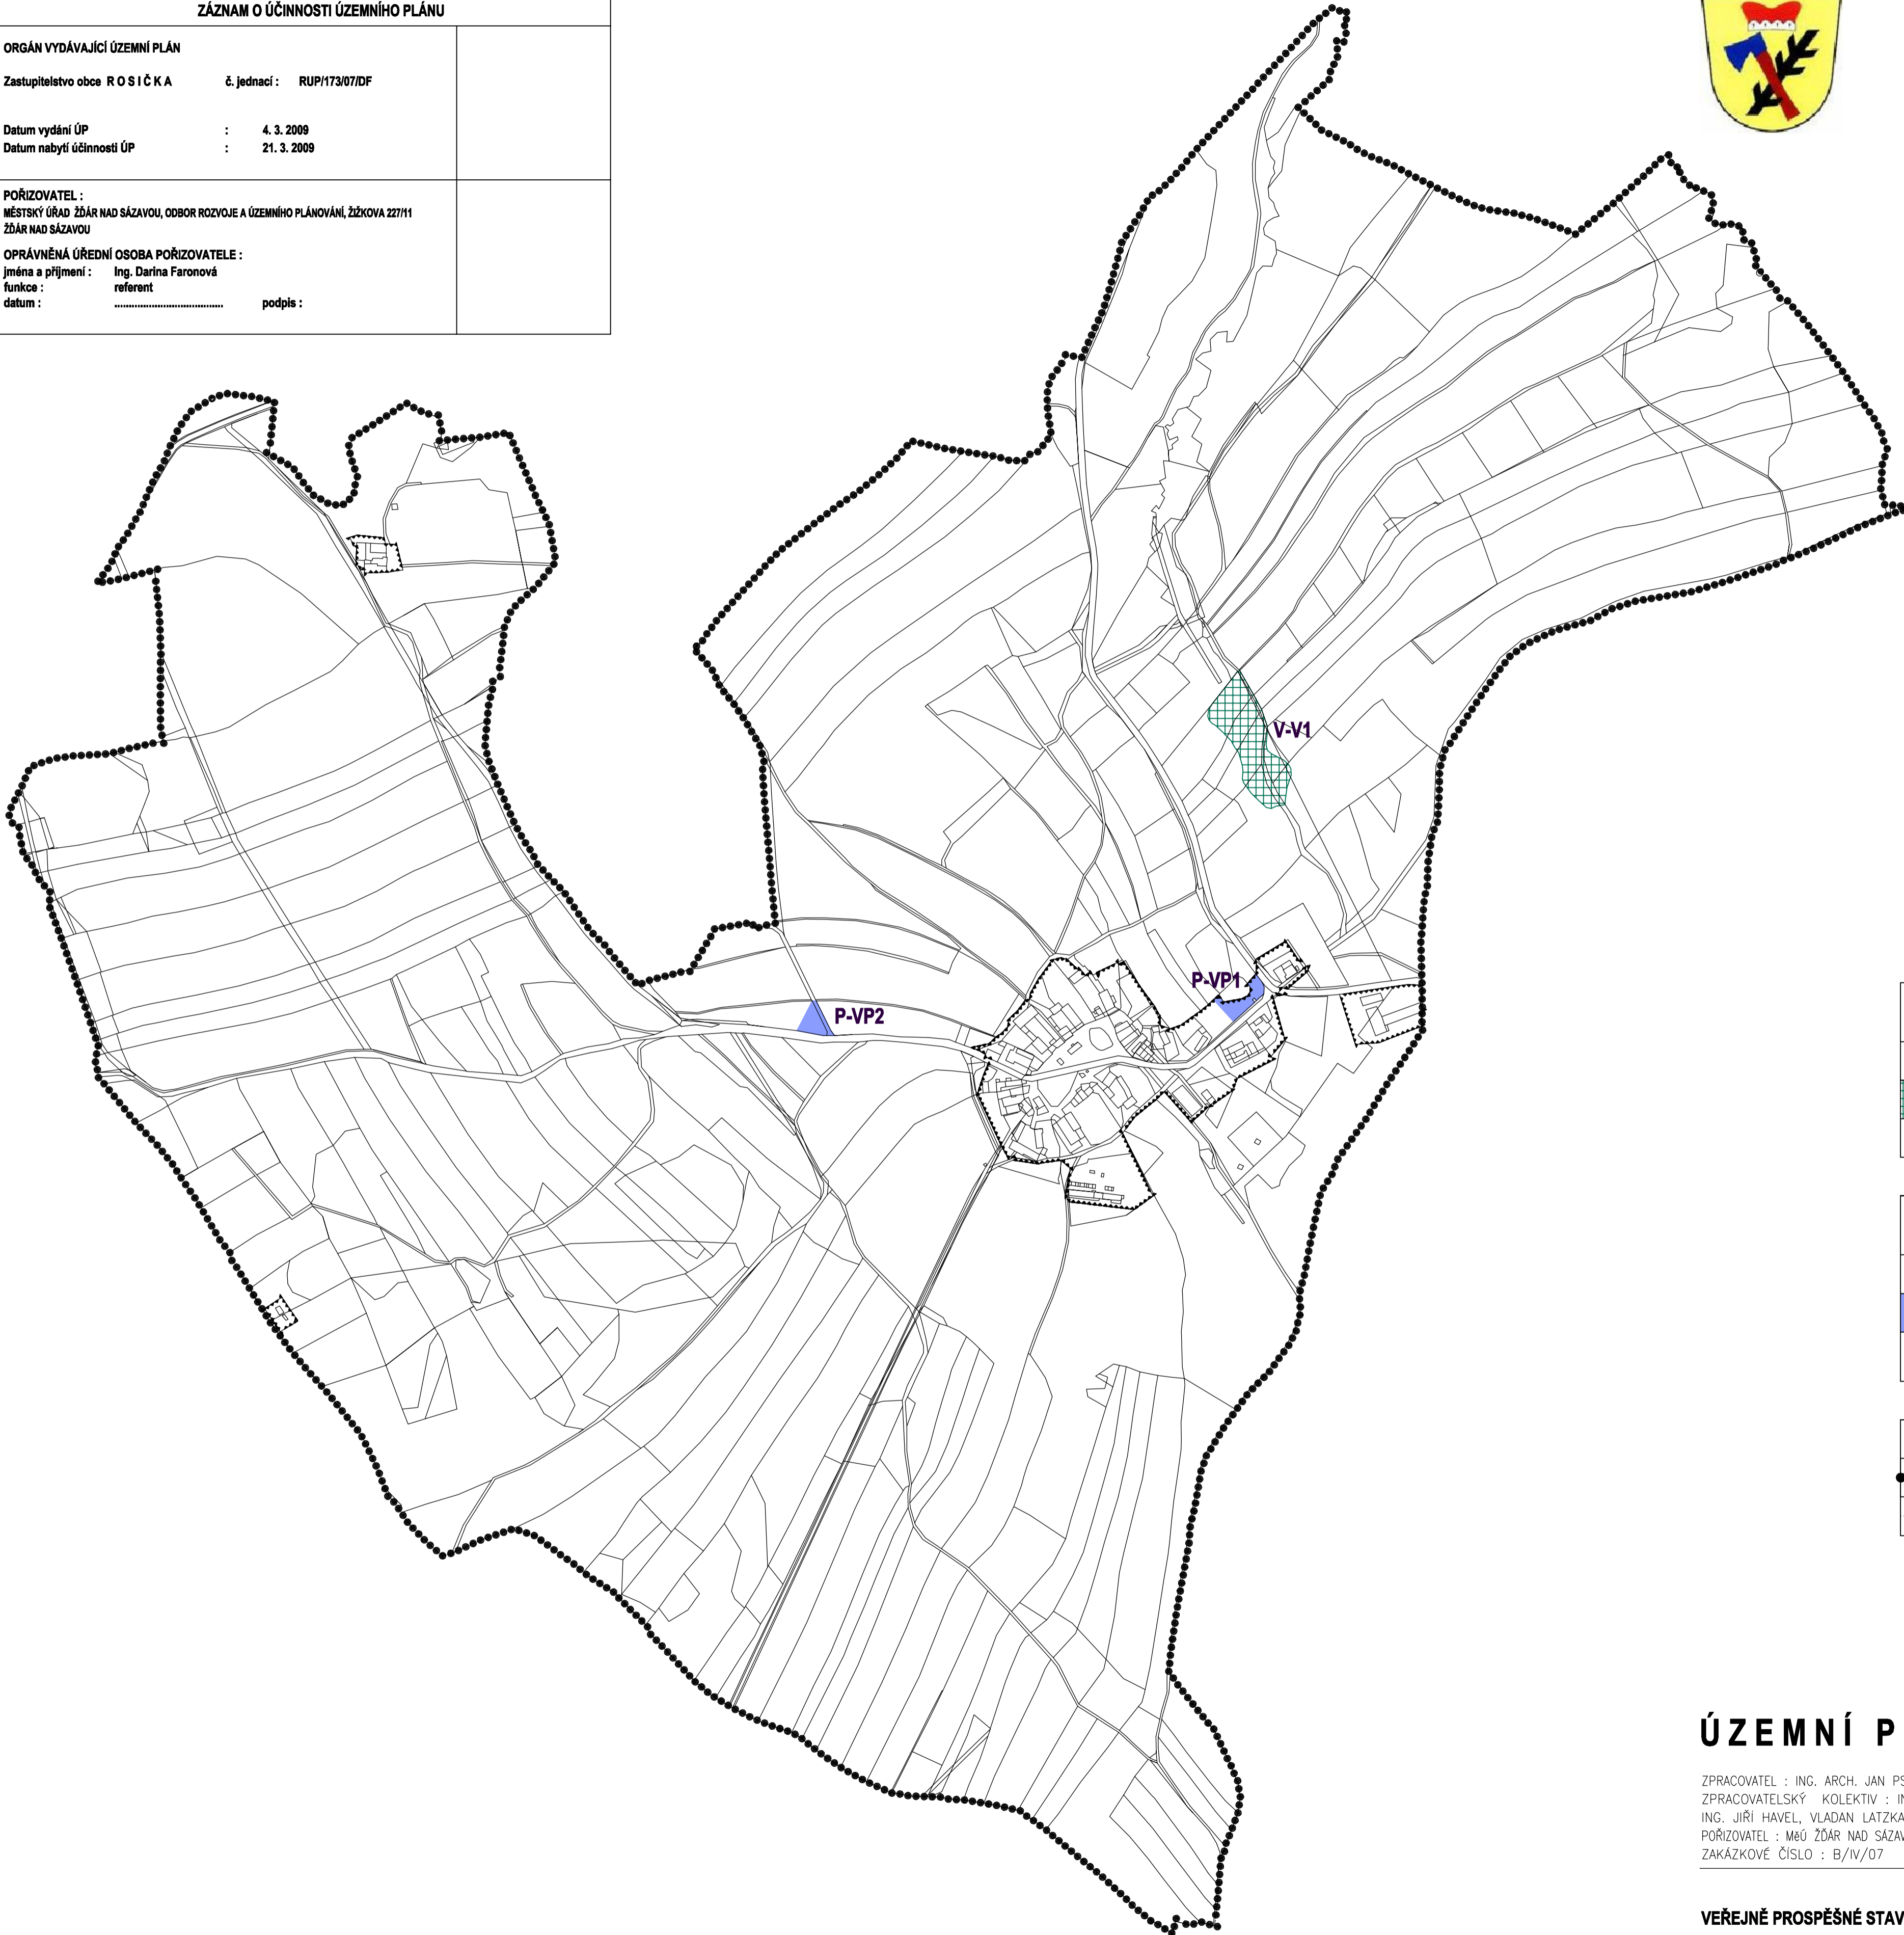 ZÁZNAM O ÚČINNOSTI ÚZEMNÍHO PLÁNU
ORGÁN VYDÁVAJÍCÍ ÚZEMNÍ PLÁN
Zastupitelstvo obce R O S I Č K A č. jednací : RUP/173/07/DF
Datum vydání ÚP : 4. 3. 2009
Datum nabytí účinnosti ÚP : 21. 3. 2009
POŘIZOVATEL :
MĚSTSKÝ ÚŘAD ŽĎÁR NAD SÁZAVOU, ODBOR ROZVOJE A ÚZEMNÍHO PLÁNOVÁNÍ, ŽIŽKOVA 227/11
ŽĎÁR NAD SÁZAVOU
OPRÁVNĚNÁ ÚŘEDNÍ OSOBA POŘIZOVATELE :
jména a příjmení : Ing. Darina Faronová
funkce : referent
datum : ...................................... podpis :
V-V1
P-VP1
P-VP2
ÚZEMNÍ P
ZPRACOVATEL : ING. ARCH. JAN PS
ZPRACOVATELSKÝ KOLEKTIV : IN
ING. JIŘÍ HAVEL, VLADAN LATZKA
POŘIZOVATEL : MěÚ ŽĎÁR NAD SÁZAV
ZAKÁZKOVÉ ČÍSLO : B/IV/07
VEŘEJNĚ PROSPĚŠNÉ STAV